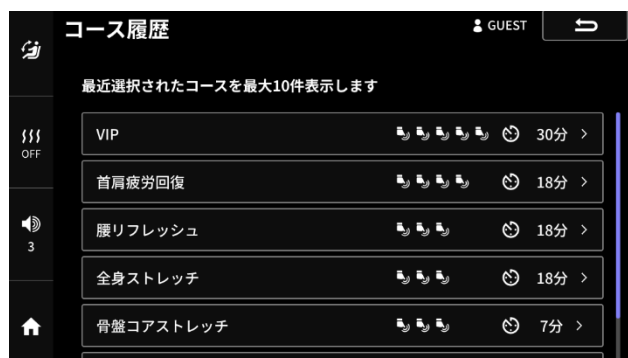 コース履歴
GUEST
最近選択されたコースを最大10件表示します
OFF
3
VIP 30分
首肩疲労回復 18分
腰リフレッシュ 18分
全身ストレッチ 18分
骨盤コアストレッチ 7分